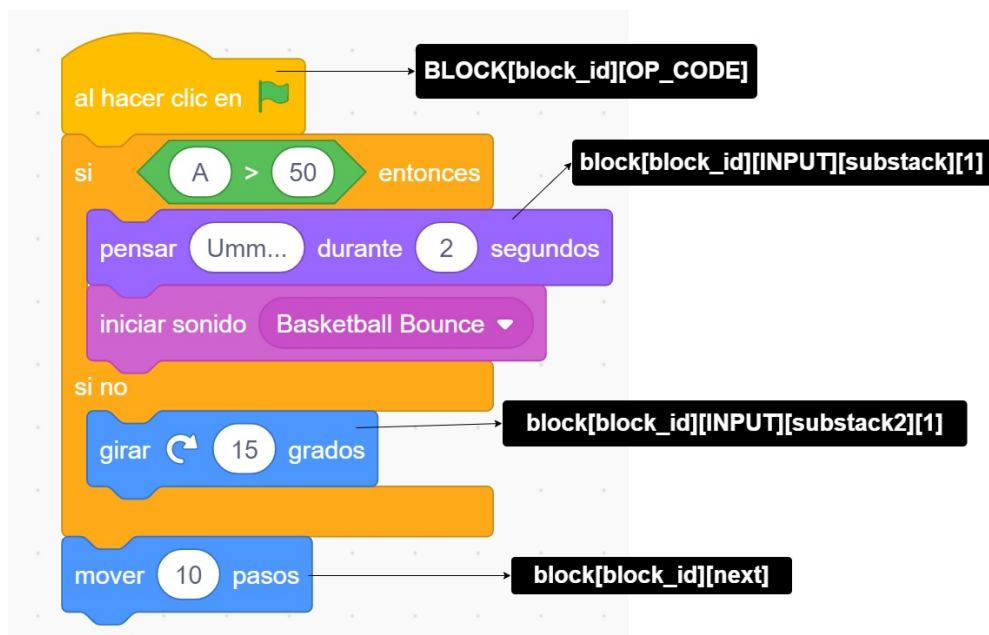 al hacer clic en
BLOCK[block_id][OP_CODE]
si A > 50 entonces
block[block_id][INPUT][substack][1]
pensar Umm... durante 2 segundos
iniciar sonido Basketball Bounce
si no
girar 15 grados
block[block_id][INPUT][substack2][1]
mover 10 pasos
block[block_id][next]